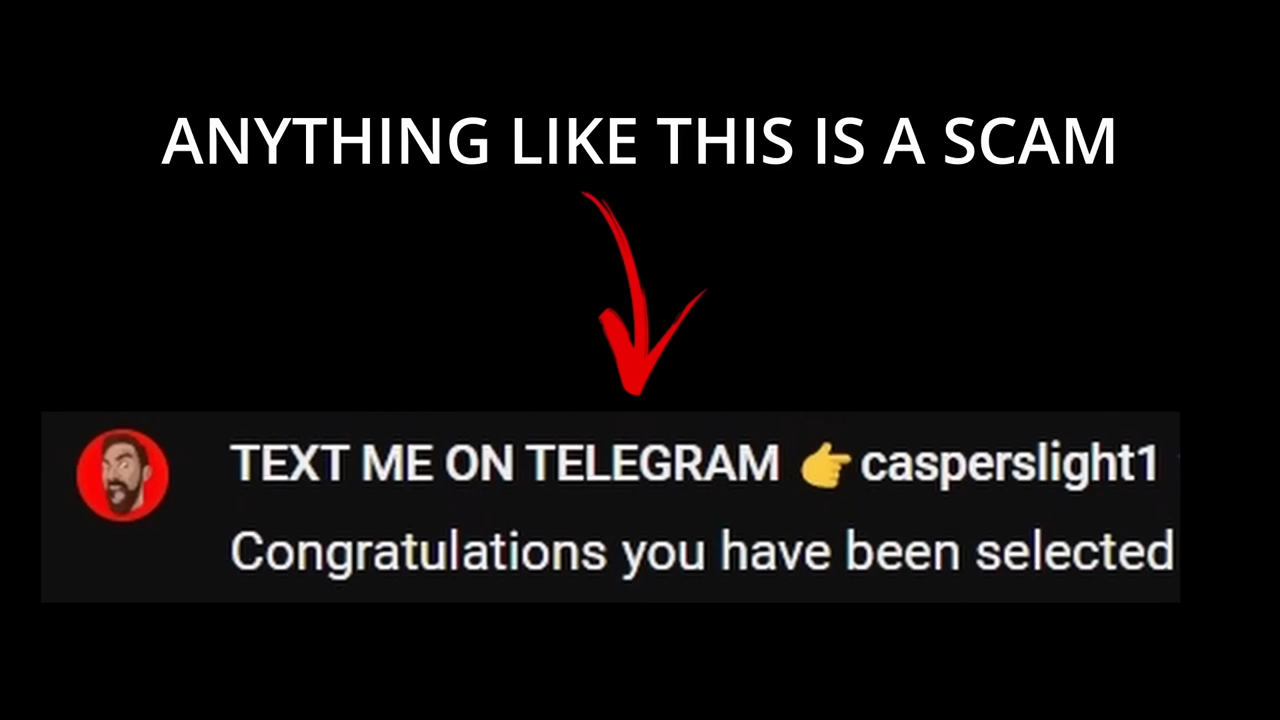 ANYTHING LIKE THIS IS A SCAM
TEXT ME ON TELEGRAM 👉casperslight1
Congratulations you have been selected